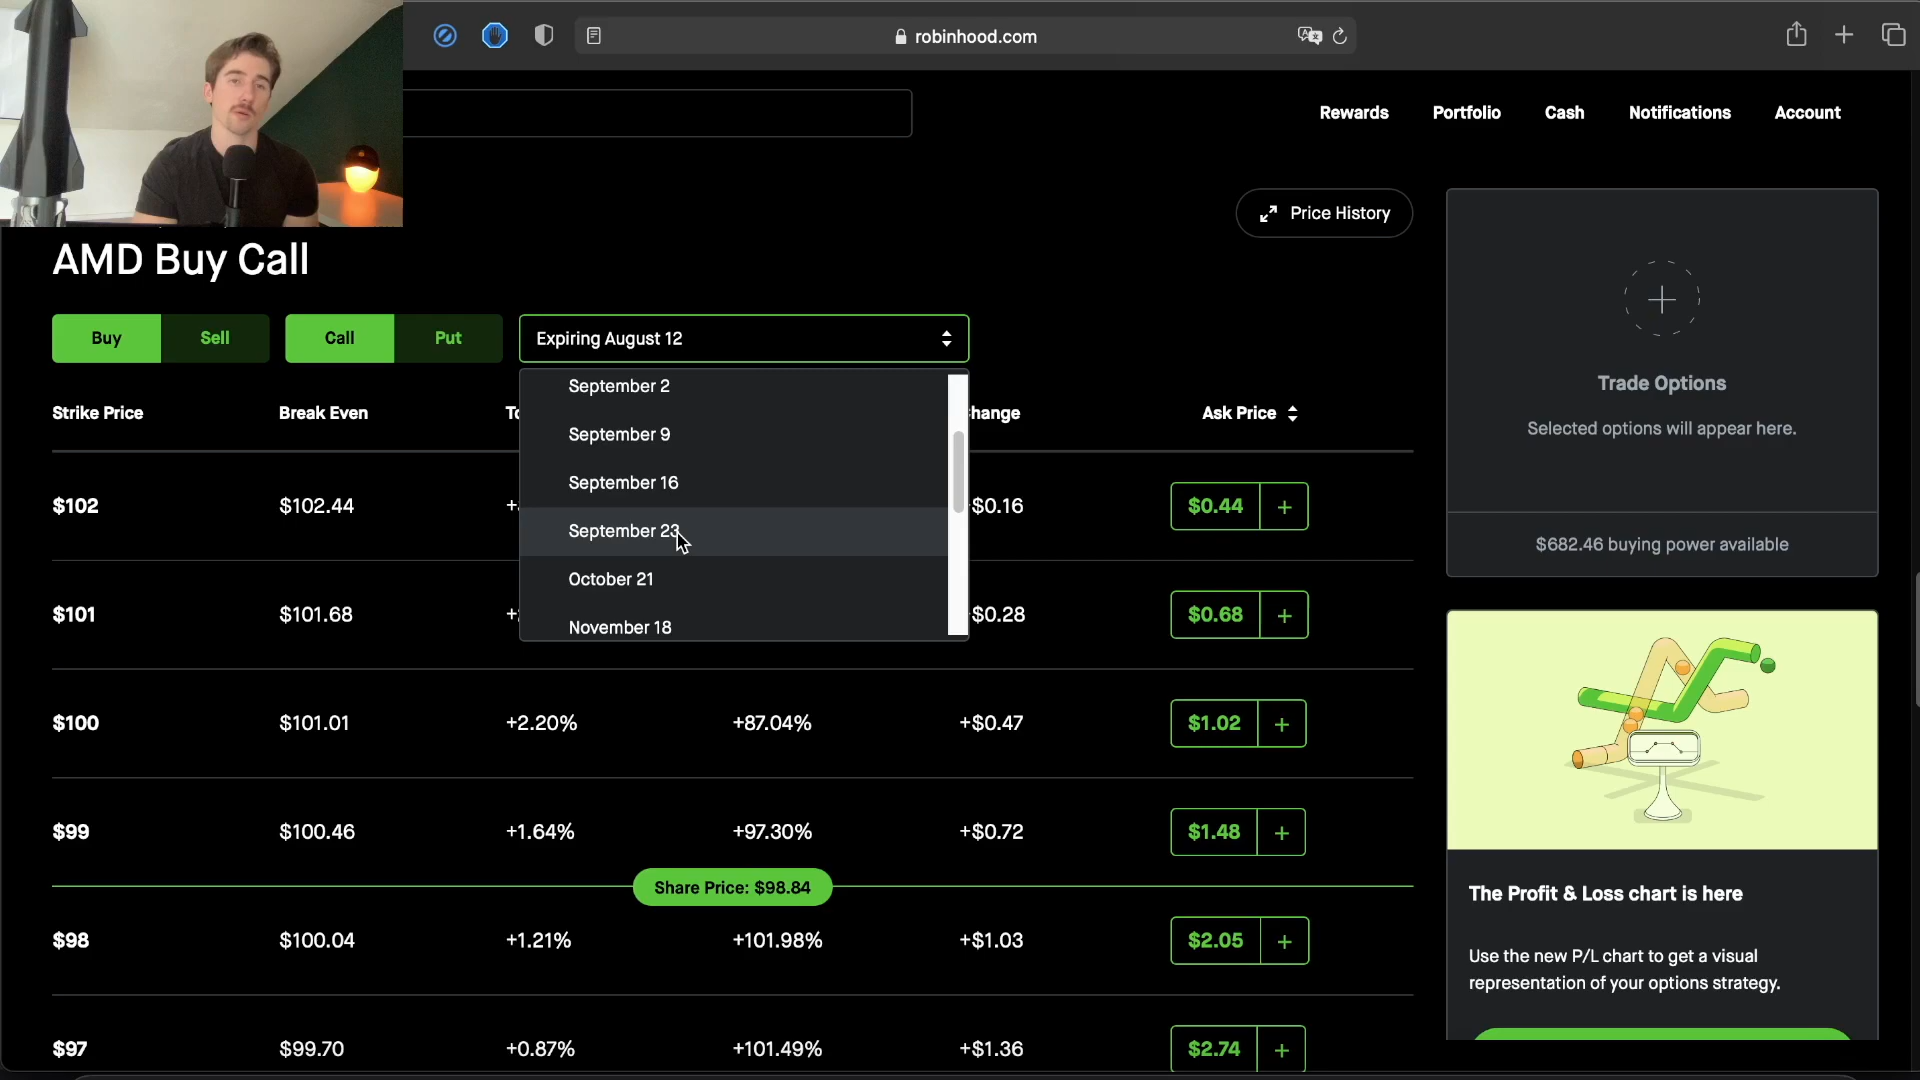 robinhood.com
Rewards
Portfolio
Cash
Notifications
Account
Price History
AMD Buy Call
Buy
Sell
Call
Put
Expiring August 12
September 2
September 9
September 16
September 23
October 21
November 18
Strike Price
Break Even
Ask Price
$102
$102.44
$0.16
$0.44
$101
$101.68
$0.28
$0.68
$100
$101.01
+2.20%
+87.04%
+$0.47
$1.02
$99
$100.46
+1.64%
+97.30%
+$0.72
$1.48
Share Price: $98.84
$98
$100.04
+1.21%
+101.98%
+$1.03
$2.05
$97
$99.70
+0.87%
+101.49%
+$1.36
$2.74
Trade Options
Selected options will appear here.
$682.46 buying power available
The Profit & Loss chart is here
Use the new P/L chart to get a visual
representation of your options strategy.